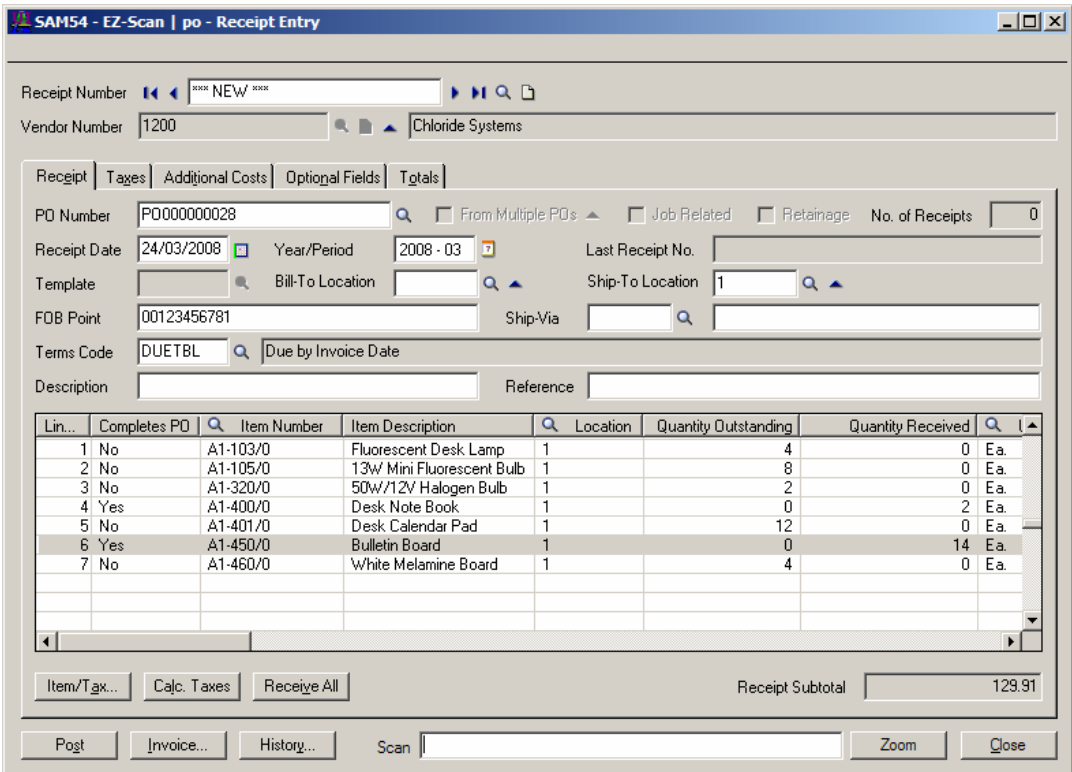 SAM54 - EZ-Scan | po - Receipt Entry
Receipt Number *** NEW ***
Vendor Number 1200 Chloride Systems
Receipt Taxes Additional Costs Optional Fields Totals
PO Number PO000000028 From Multiple POs Job Related Retainage No. of Receipts 0
Receipt Date 24/03/2008 Year/Period 2008 - 03 Last Receipt No.
Template Bill-To Location Ship-To Location 1
FOB Point 00123456781 Ship-Via
Terms Code DUETBL Due by Invoice Date
Description Reference
Lin... Completes PO Item Number Item Description Location Quantity Outstanding Quantity Received
1 No A1-103/0 Fluorescent Desk Lamp 1 4 0 Ea.
2 No A1-105/0 13W Mini Fluorescent Bulb 1 8 0 Ea.
3 No A1-320/0 50W/12V Halogen Bulb 1 2 0 Ea.
4 Yes A1-400/0 Desk Note Book 1 0 2 Ea.
5 No A1-401/0 Desk Calendar Pad 1 12 0 Ea.
6 Yes A1-450/0 Bulletin Board 1 0 14 Ea.
7 No A1-460/0 White Melamine Board 1 4 0 Ea.
Item/Tax... Calc. Taxes Receive All Receipt Subtotal 129.91
Post Invoice... History... Scan Zoom Close